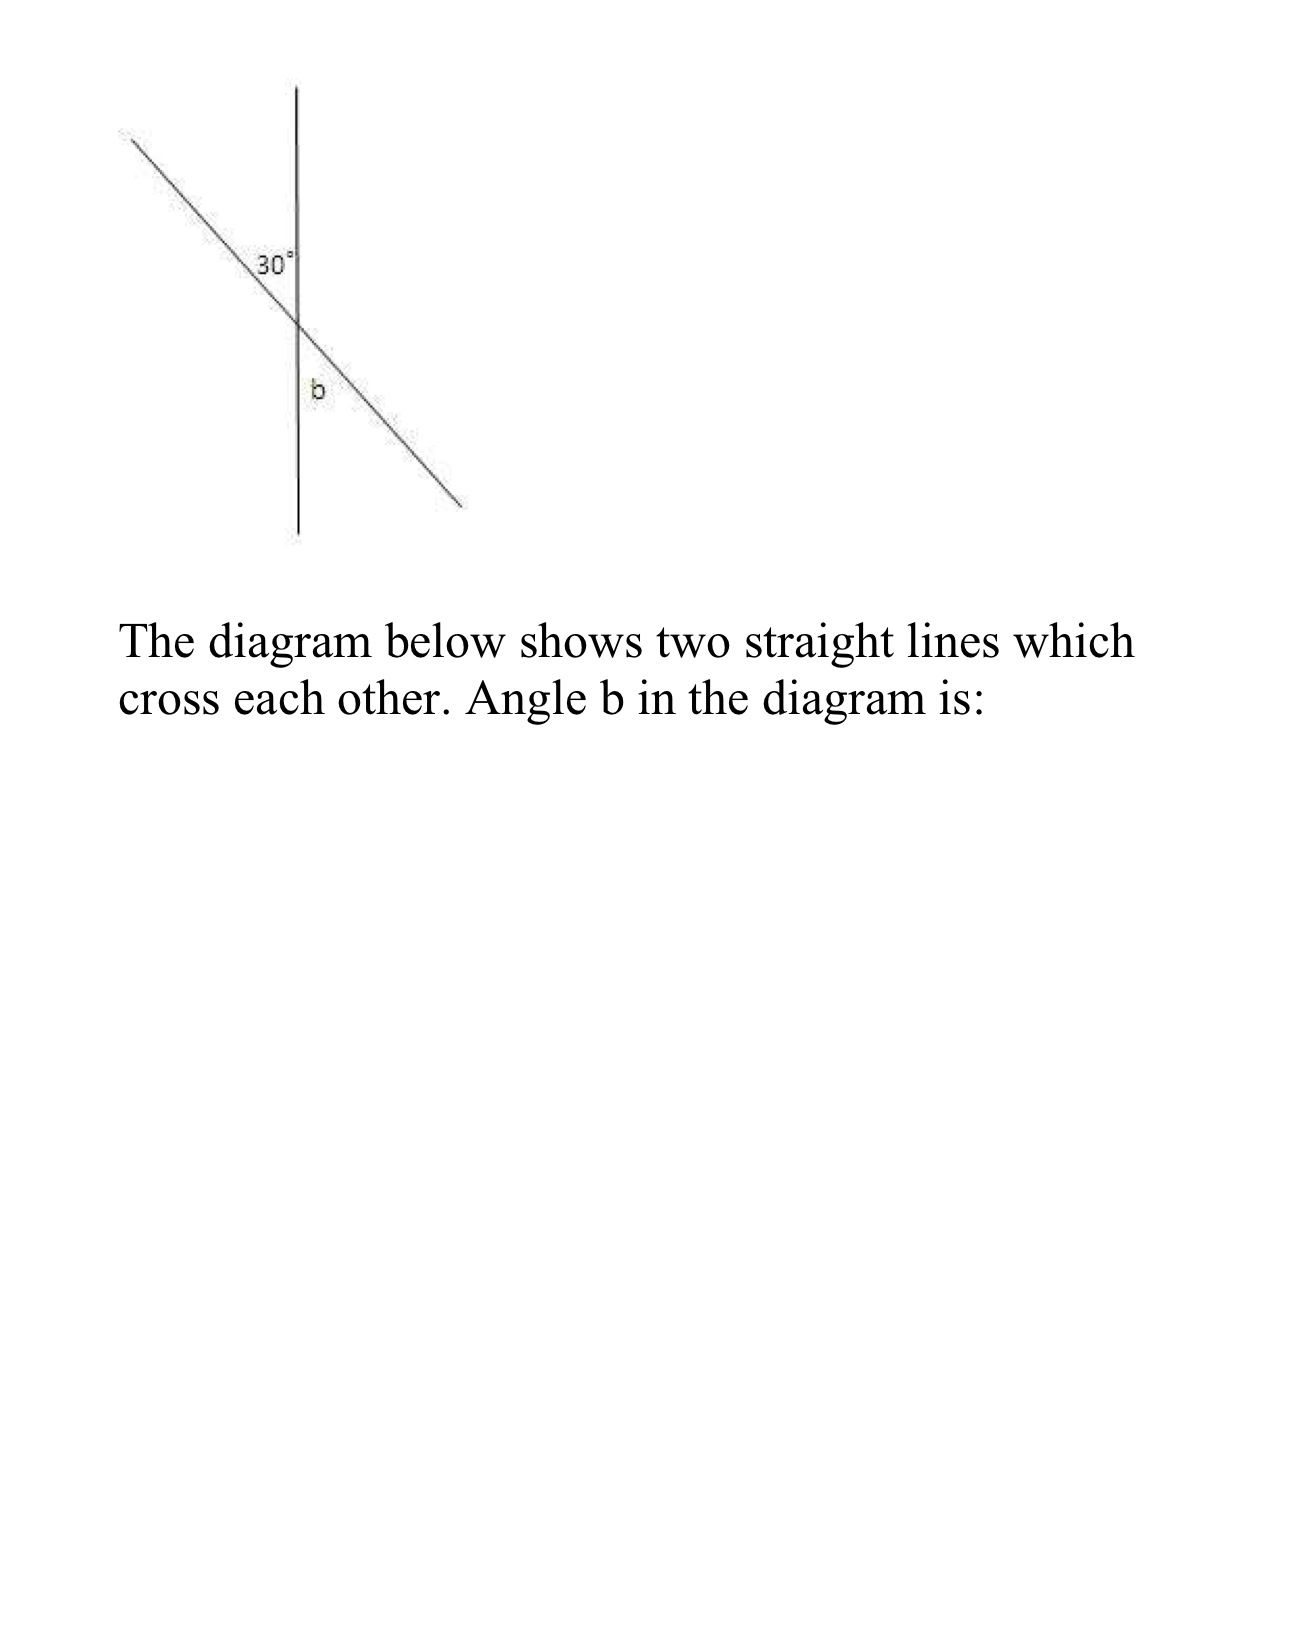 30°
b
The diagram below shows two straight lines which
cross each other. Angle b in the diagram is: